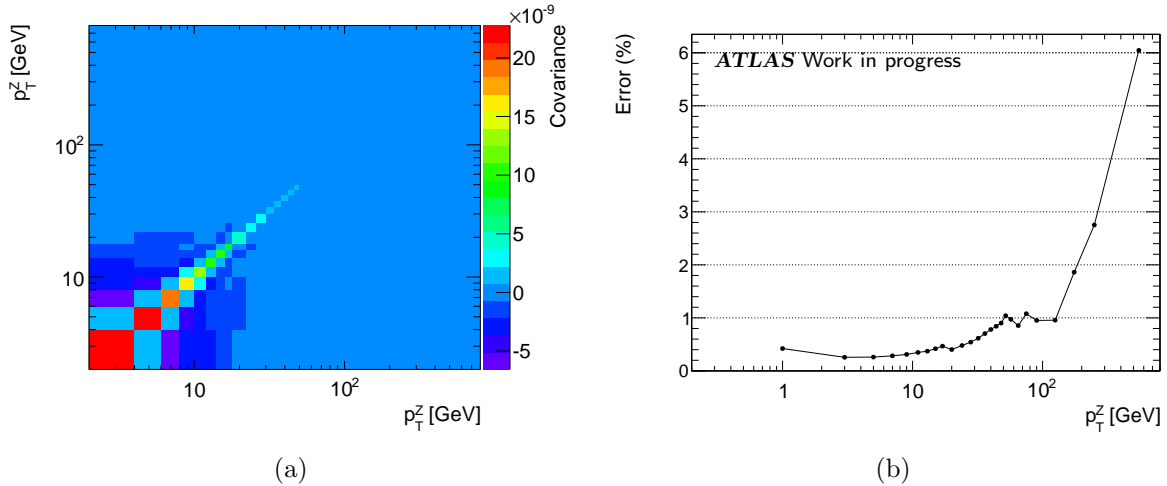 ×10⁻⁹
p_T^Z [GeV]
10²
10
20
15
10
5
0
-5
Covariance
10
10²
p_T^Z [GeV]
(a)
Error (%)
ATLAS Work in progress
6
5
4
3
2
1
0
1
10
10²
p_T^Z [GeV]
(b)